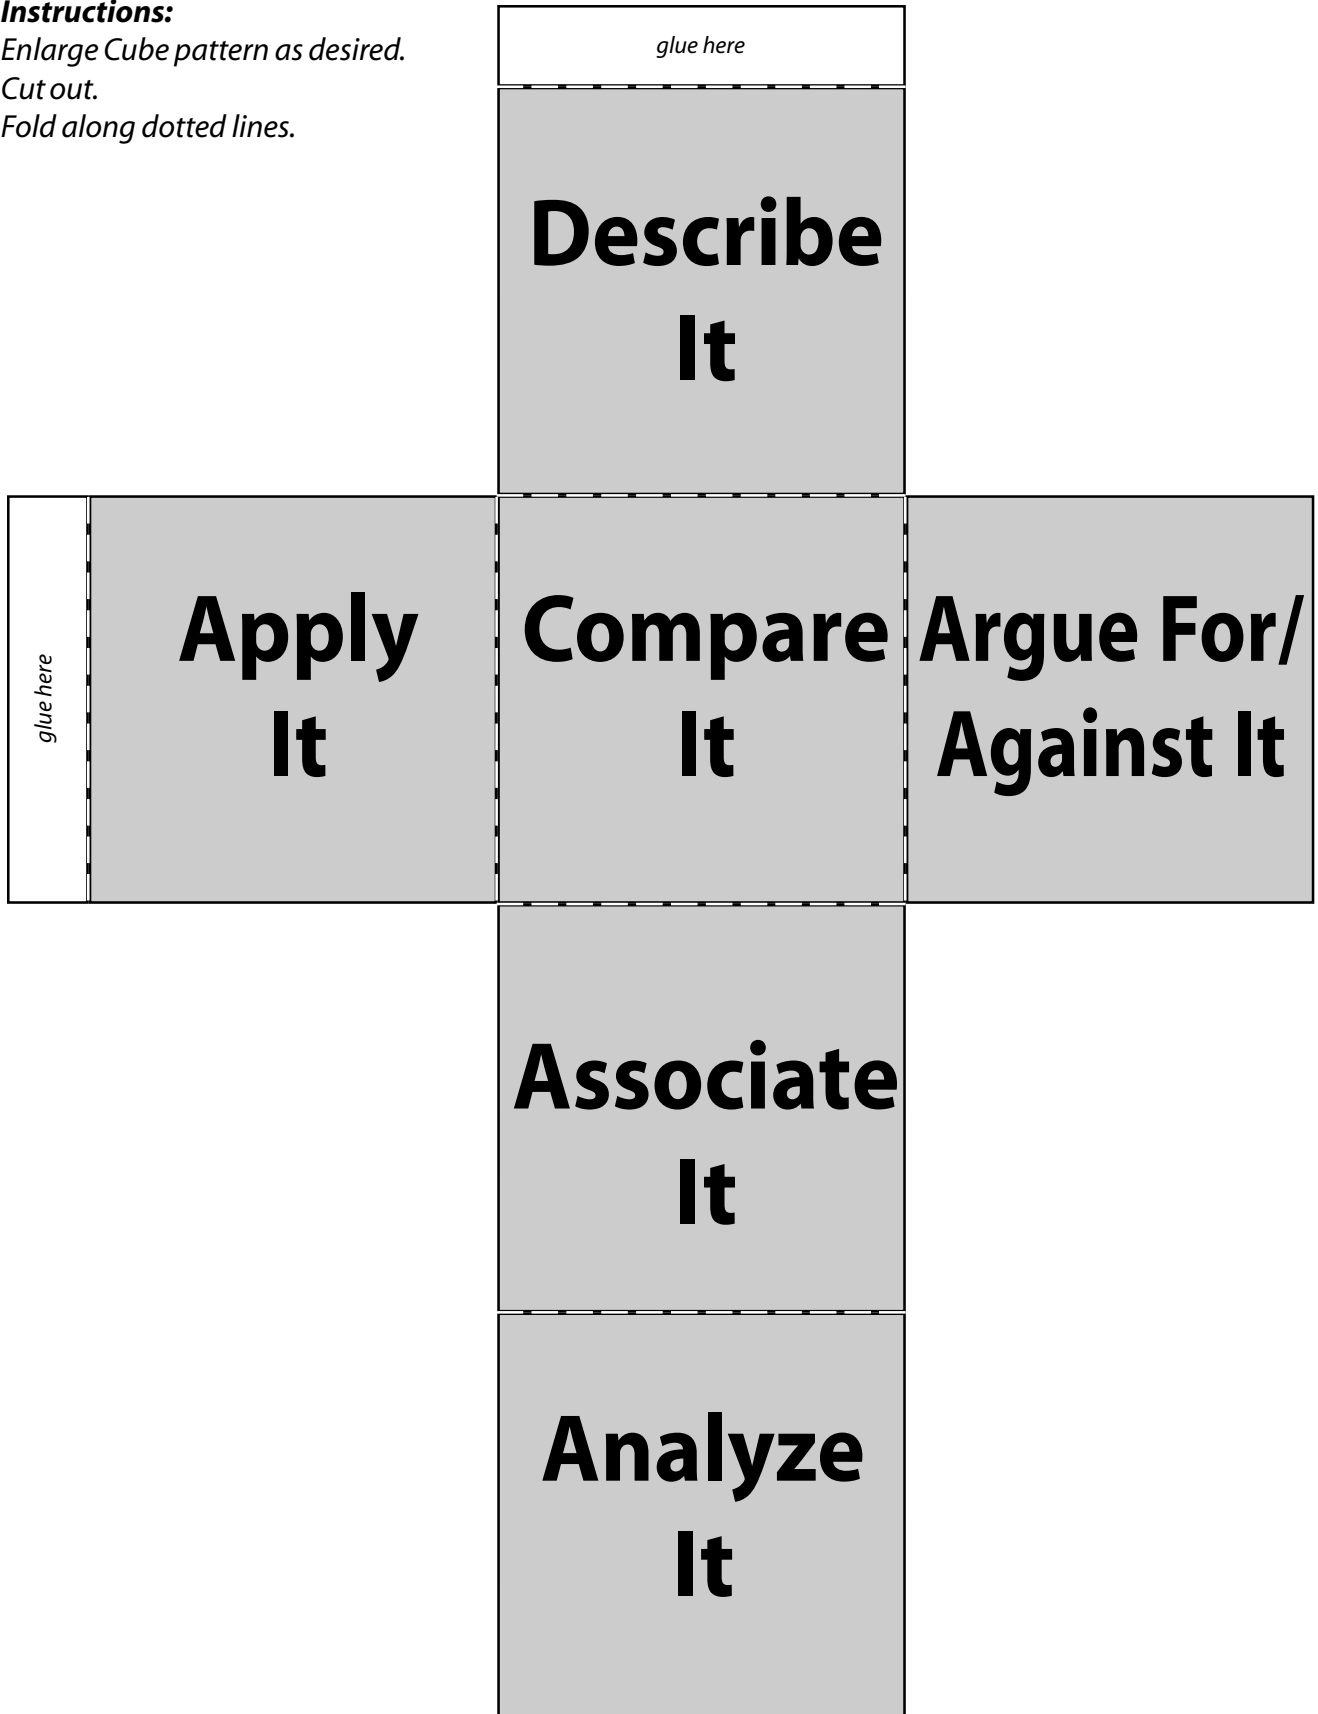 Instructions:
Enlarge Cube pattern as desired.
Cut out.
Fold along dotted lines.
glue here
Describe
It
glue here
Apply
It
Compare
It
Argue For/
Against It
Associate
It
Analyze
It